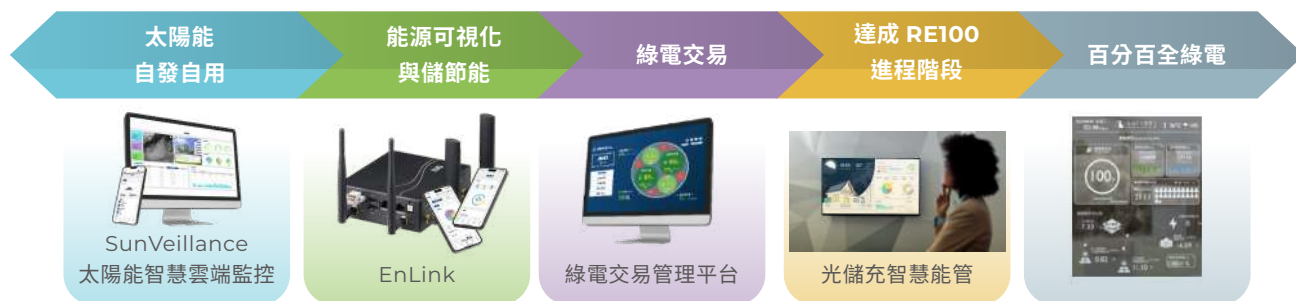 太陽能
自發自用
能源可視化
與儲節能
綠電交易
達成 RE100
進程階段
百分百全綠電
SunVeillance
太陽能智慧雲端監控
EnLink
綠電交易管理平台
光儲充智慧能管
100